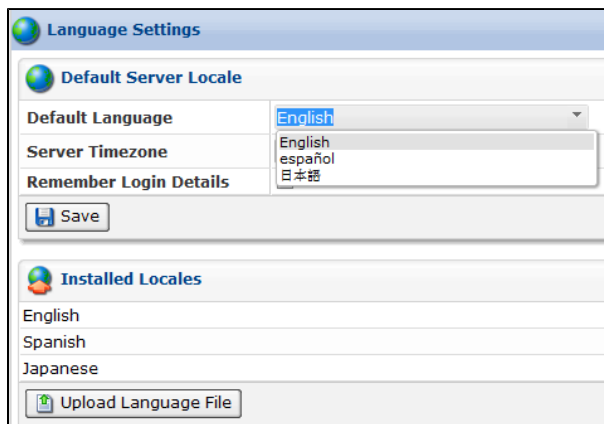 Language Settings
Default Server Locale
Default Language English
English
Server Timezone
español
Remember Login Details 日本語
Save
Installed Locales
English
Spanish
Japanese
Upload Language File